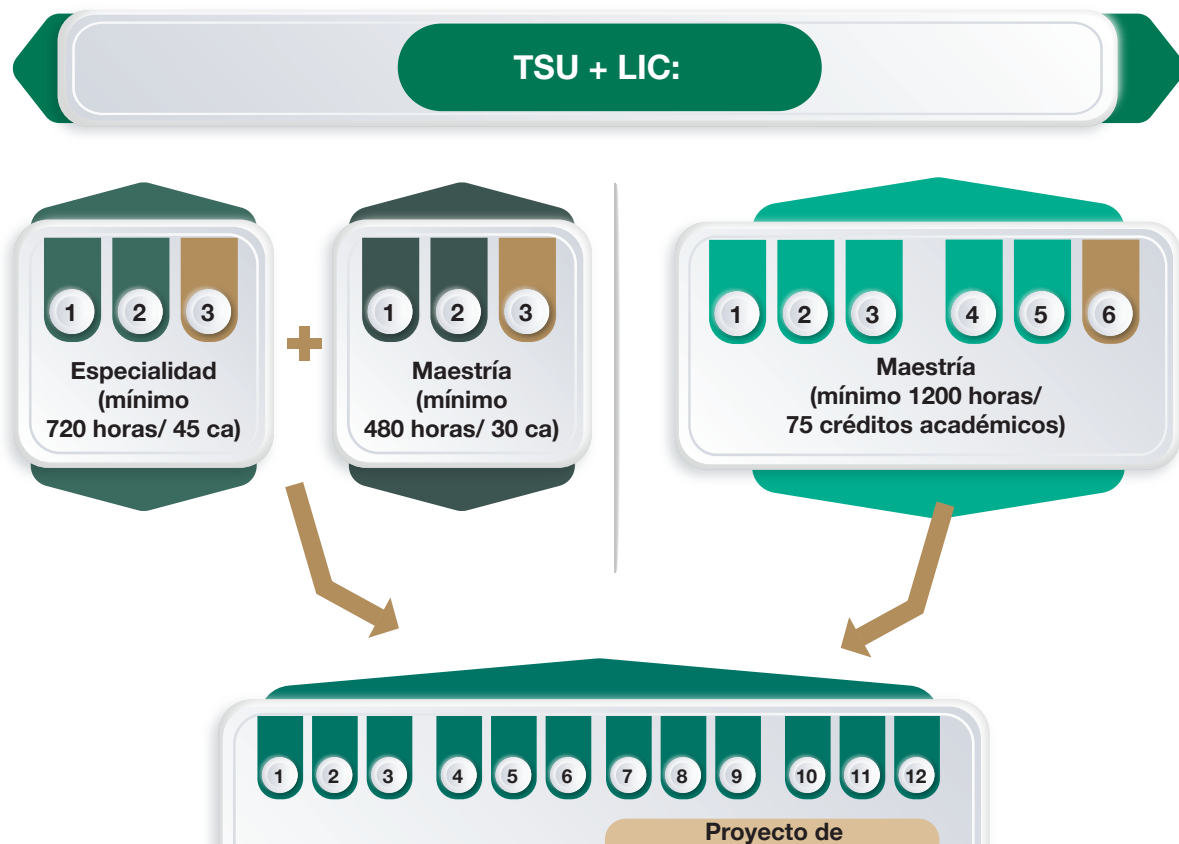 TSU + LIC:
1 2 3
Especialidad
(mínimo
720 horas/ 45 ca)
+
1 2 3
Maestría
(mínimo
480 horas/ 30 ca)
1 2 3 4 5 6
Maestría
(mínimo 1200 horas/
75 créditos académicos)
1 2 3 4 5 6 7 8 9 10 11 12
Proyecto de